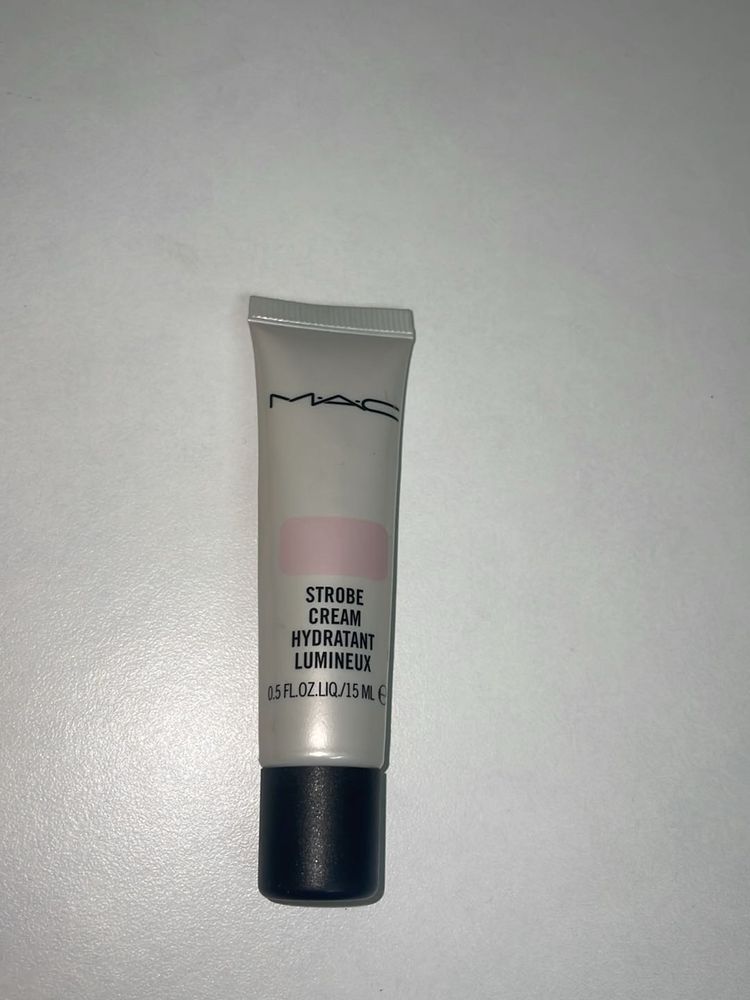 M·A·C
STROBE
CREAM
HYDRATANT
LUMINEUX
0.5 FL.OZ.LIQ./15 ML ℮